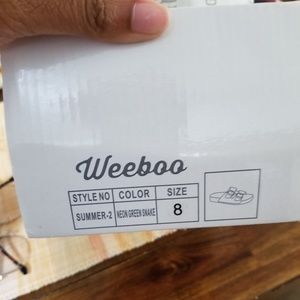 Weeboo
STYLE NO COLOR SIZE
SUMMER-2 NEON GREEN SNAKE 8